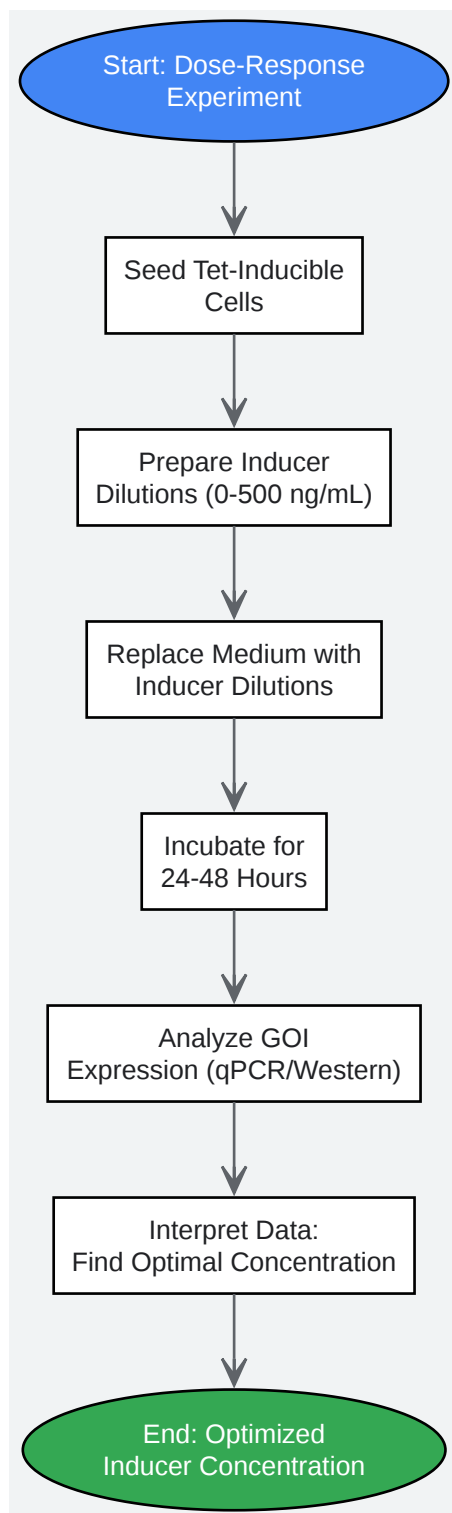 Start: Dose-Response
Experiment
Seed Tet-Inducible
Cells
Prepare Inducer
Dilutions (0-500 ng/mL)
Replace Medium with
Inducer Dilutions
Incubate for
24-48 Hours
Analyze GOI
Expression (qPCR/Western)
Interpret Data:
Find Optimal Concentration
End: Optimized
Inducer Concentration